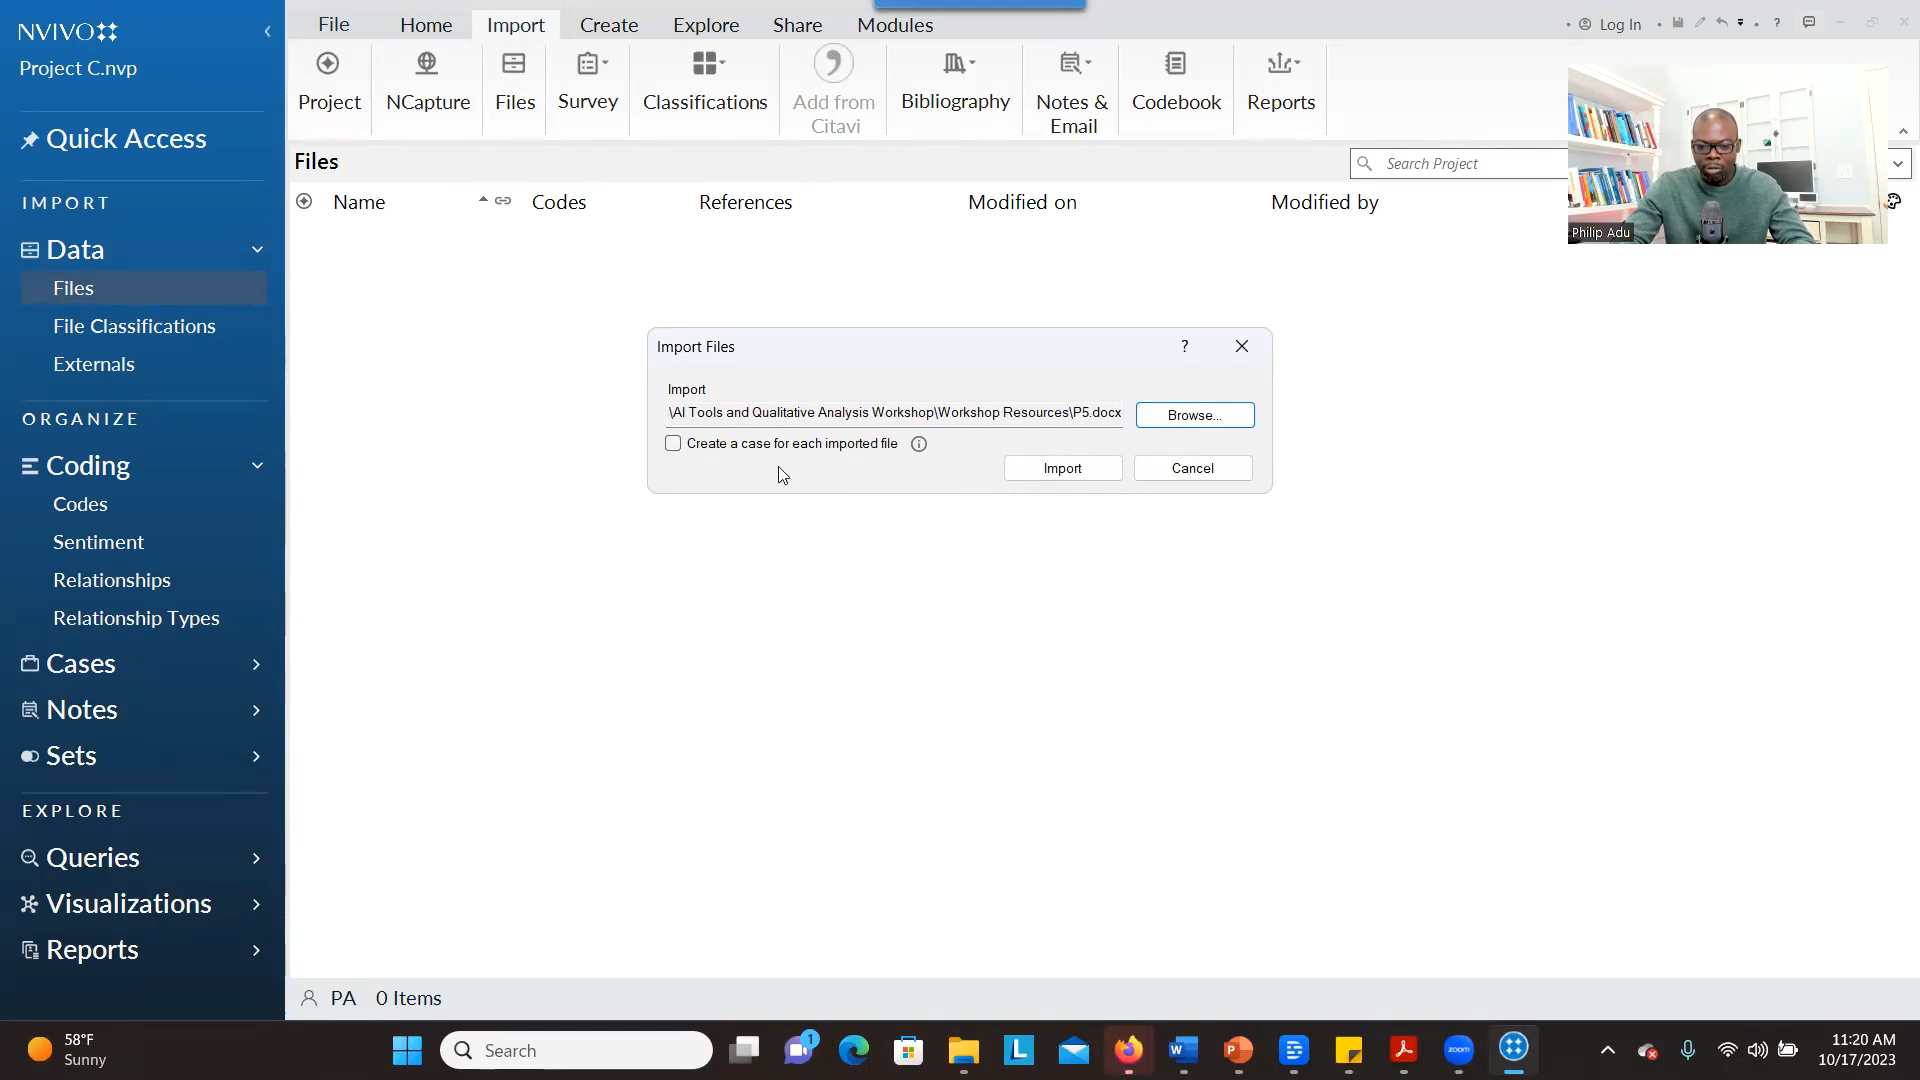 NVIVO
Project C.nvp
Quick Access
IMPORT
Data
Files
File Classifications
Externals
ORGANIZE
Coding
Codes
Sentiment
Relationships
Relationship Types
Cases
Notes
Sets
EXPLORE
Queries
Visualizations
Reports
File Home Import Create Explore Share Modules
Log In ?
Project NCapture Files Survey Classifications Add from Citavi Bibliography Notes & Email Codebook Reports
Files
Search Project
Name Codes References Modified on Modified by
Philip Adu
Import Files ?
Import
\AI Tools and Qualitative Analysis Workshop\Workshop Resources\P5.docx Browse...
Create a case for each imported file
Import Cancel
PA 0 Items
58°F
Sunny
Search
1
L
W
P
zoom
11:20 AM
10/17/2023